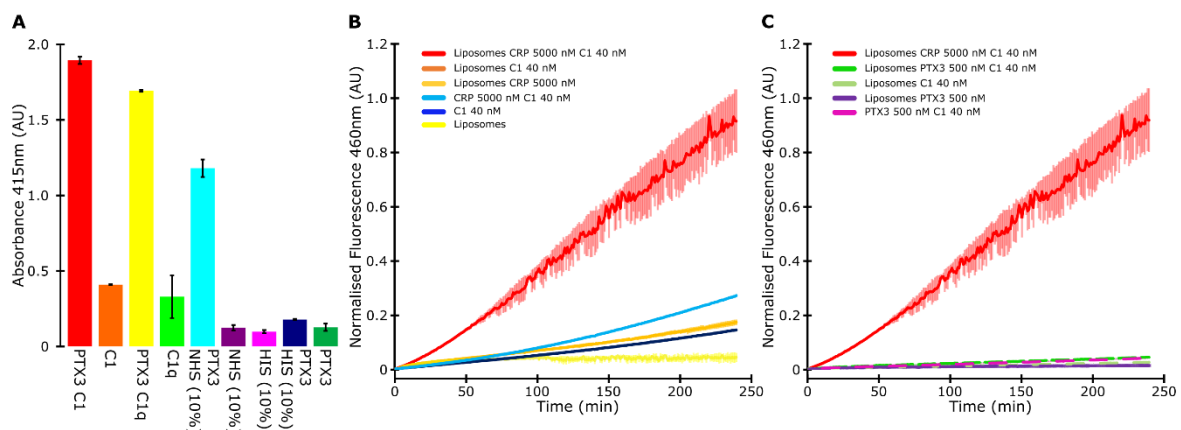 A
Absorbance 415nm (AU)
2.0
1.5
1.0
0.5
0
PTX3 C1
C1
PTX3 C1q
C1q
NHS (10%)
PTX3
NHS (10%)
HIS (10%)
HIS (10%)
PTX3
PTX3
B
Normalised Fluorescence 460nm (AU)
1.2
1.0
0.8
0.6
0.4
0.2
0
Liposomes CRP 5000 nM C1 40 nM
Liposomes C1 40 nM
Liposomes CRP 5000 nM
CRP 5000 nM C1 40 nM
C1 40 nM
Liposomes
0 50 100 150 200 250
Time (min)
C
Normalised Fluorescence 460nm (AU)
1.2
1.0
0.8
0.6
0.4
0.2
0
Liposomes CRP 5000 nM C1 40 nM
Liposomes PTX3 500 nM C1 40 nM
Liposomes C1 40 nM
Liposomes PTX3 500 nM
PTX3 500 nM C1 40 nM
0 50 100 150 200 250
Time (min)